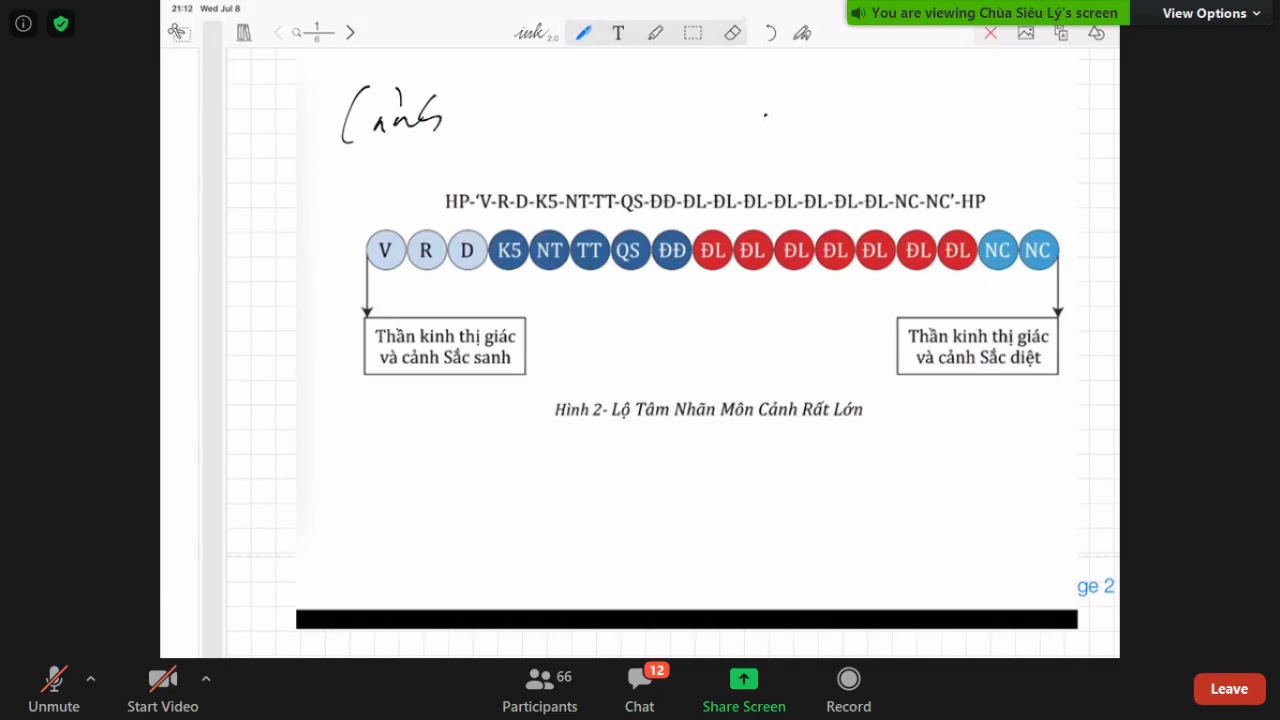 21:12 Wed Jul 8
You are viewing Chùa Siêu Lý's screen
View Options
1
6
ink 2.0
T
Cảnh
HP-‘V-R-D-K5-NT-TT-QS-ĐĐ-ĐL-ĐL-ĐL-ĐL-ĐL-ĐL-ĐL-NC-NC’-HP
V R D K5 NT TT QS ĐĐ ĐL ĐL ĐL ĐL ĐL ĐL ĐL NC NC
Thần kinh thị giác
và cảnh Sắc sanh
Thần kinh thị giác
và cảnh Sắc diệt
Hình 2- Lộ Tâm Nhãn Môn Cảnh Rất Lớn
ge 2
66
12
Unmute
Start Video
Participants
Chat
Share Screen
Record
Leave